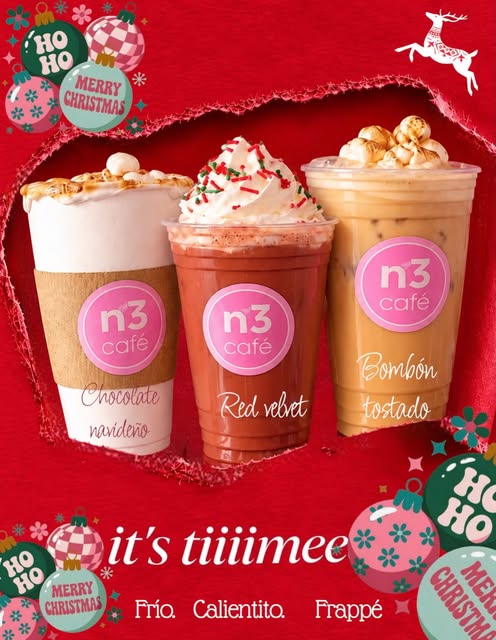 HO
HO
MERRY
CHRISTMAS
n3
café
n3
café
n3
café
Chocolate
navideño
Red velvet
Bombón
tostado
HO
HO
HO
HO
MERRY
CHRISTMAS
MERRY
CHRISTMAS
it's tiiiimee
Frío. Calientito. Frappé